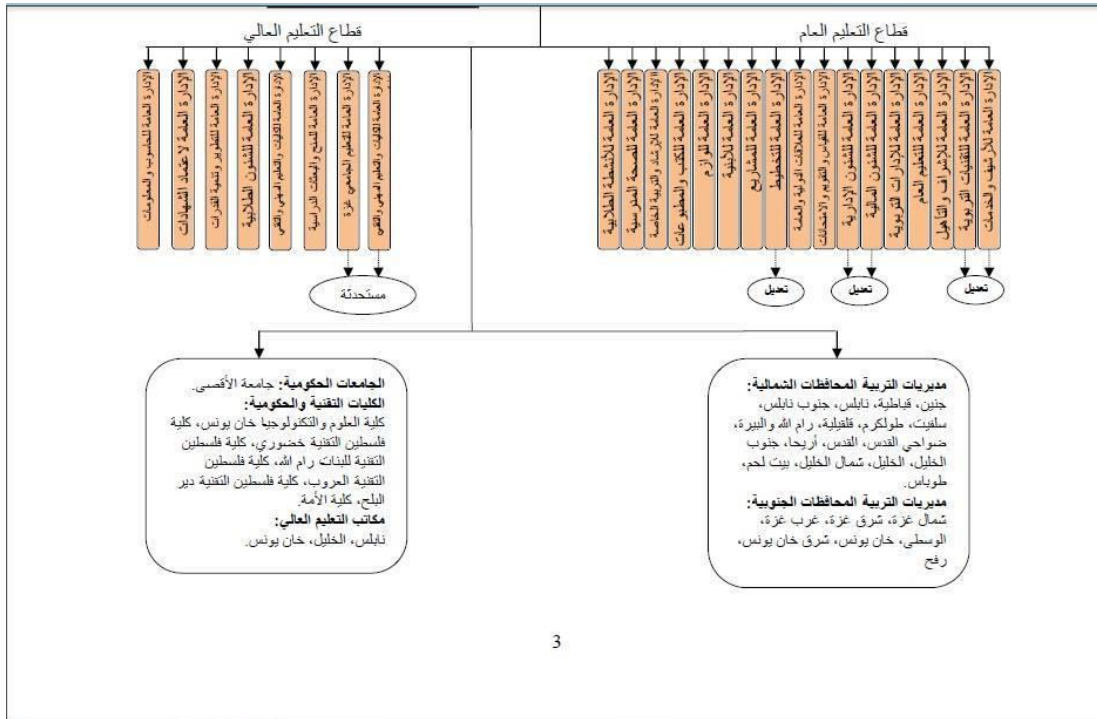 قطاع التعليم العام
قطاع التعليم العالي
الإدارة العامة للأرشيف والخدمات
الإدارة العامة للتقنيات التربوية
الإدارة العامة للإشراف والتأهيل
الإدارة العامة للتعليم العام
الإدارة العامة للإدارات التربوية
الإدارة العامة للشئون المالية
الإدارة العامة للشئون الإدارية
الإدارة العامة للقياس والتقويم والامتحانات
الإدارة العامة للعلاقات الدولية والعامة
الإدارة العامة للتخطيط
الإدارة العامة للمشاريع
الإدارة العامة للأبنية
الإدارة العامة للوازم
الإدارة العامة للكتب والمطبوعات
الإدارة العامة للإرشاد والتربية الخاصة
الإدارة العامة للصحة المدرسية
الإدارة العامة للأنشطة الطلابية
الإدارة العامة للكليات والتعليم المهني والتقني
الإدارة العامة للتعليم الجامعي غزة
الإدارة العامة للمنح والبعثات الدراسية
الإدارة العامة للكليات والتعليم المهني والتقني
الإدارة العامة للشئون الطلابية
الإدارة العامة للتطوير وتنمية القدرات
الإدارة العامة لاعتماد الشهادات
الإدارة العامة للحاسوب والمعلومات
تعديل
تعديل
تعديل
مستحدثة
مديريات التربية المحافظات الشمالية:
جنين، قباطية، نابلس، جنوب نابلس،
سلفيت، طولكرم، قلقيلية، رام الله والبيرة،
ضواحي القدس، القدس، أريحا، جنوب
الخليل، الخليل، شمال الخليل، بيت لحم،
طوباس.
مديريات التربية المحافظات الجنوبية:
شمال غزة، شرق غزة، غرب غزة،
الوسطى، خان يونس، شرق خان يونس،
رفح
الجامعات الحكومية: جامعة الأقصى.
الكليات التقنية والحكومية:
كلية العلوم والتكنولوجيا خان يونس، كلية
فلسطين التقنية خضوري، كلية فلسطين
التقنية للبنات رام الله، كلية فلسطين
التقنية العروب، كلية فلسطين التقنية دير
البلح، كلية الأمة.
مكاتب التعليم العالي:
نابلس، الخليل، خان يونس.
3